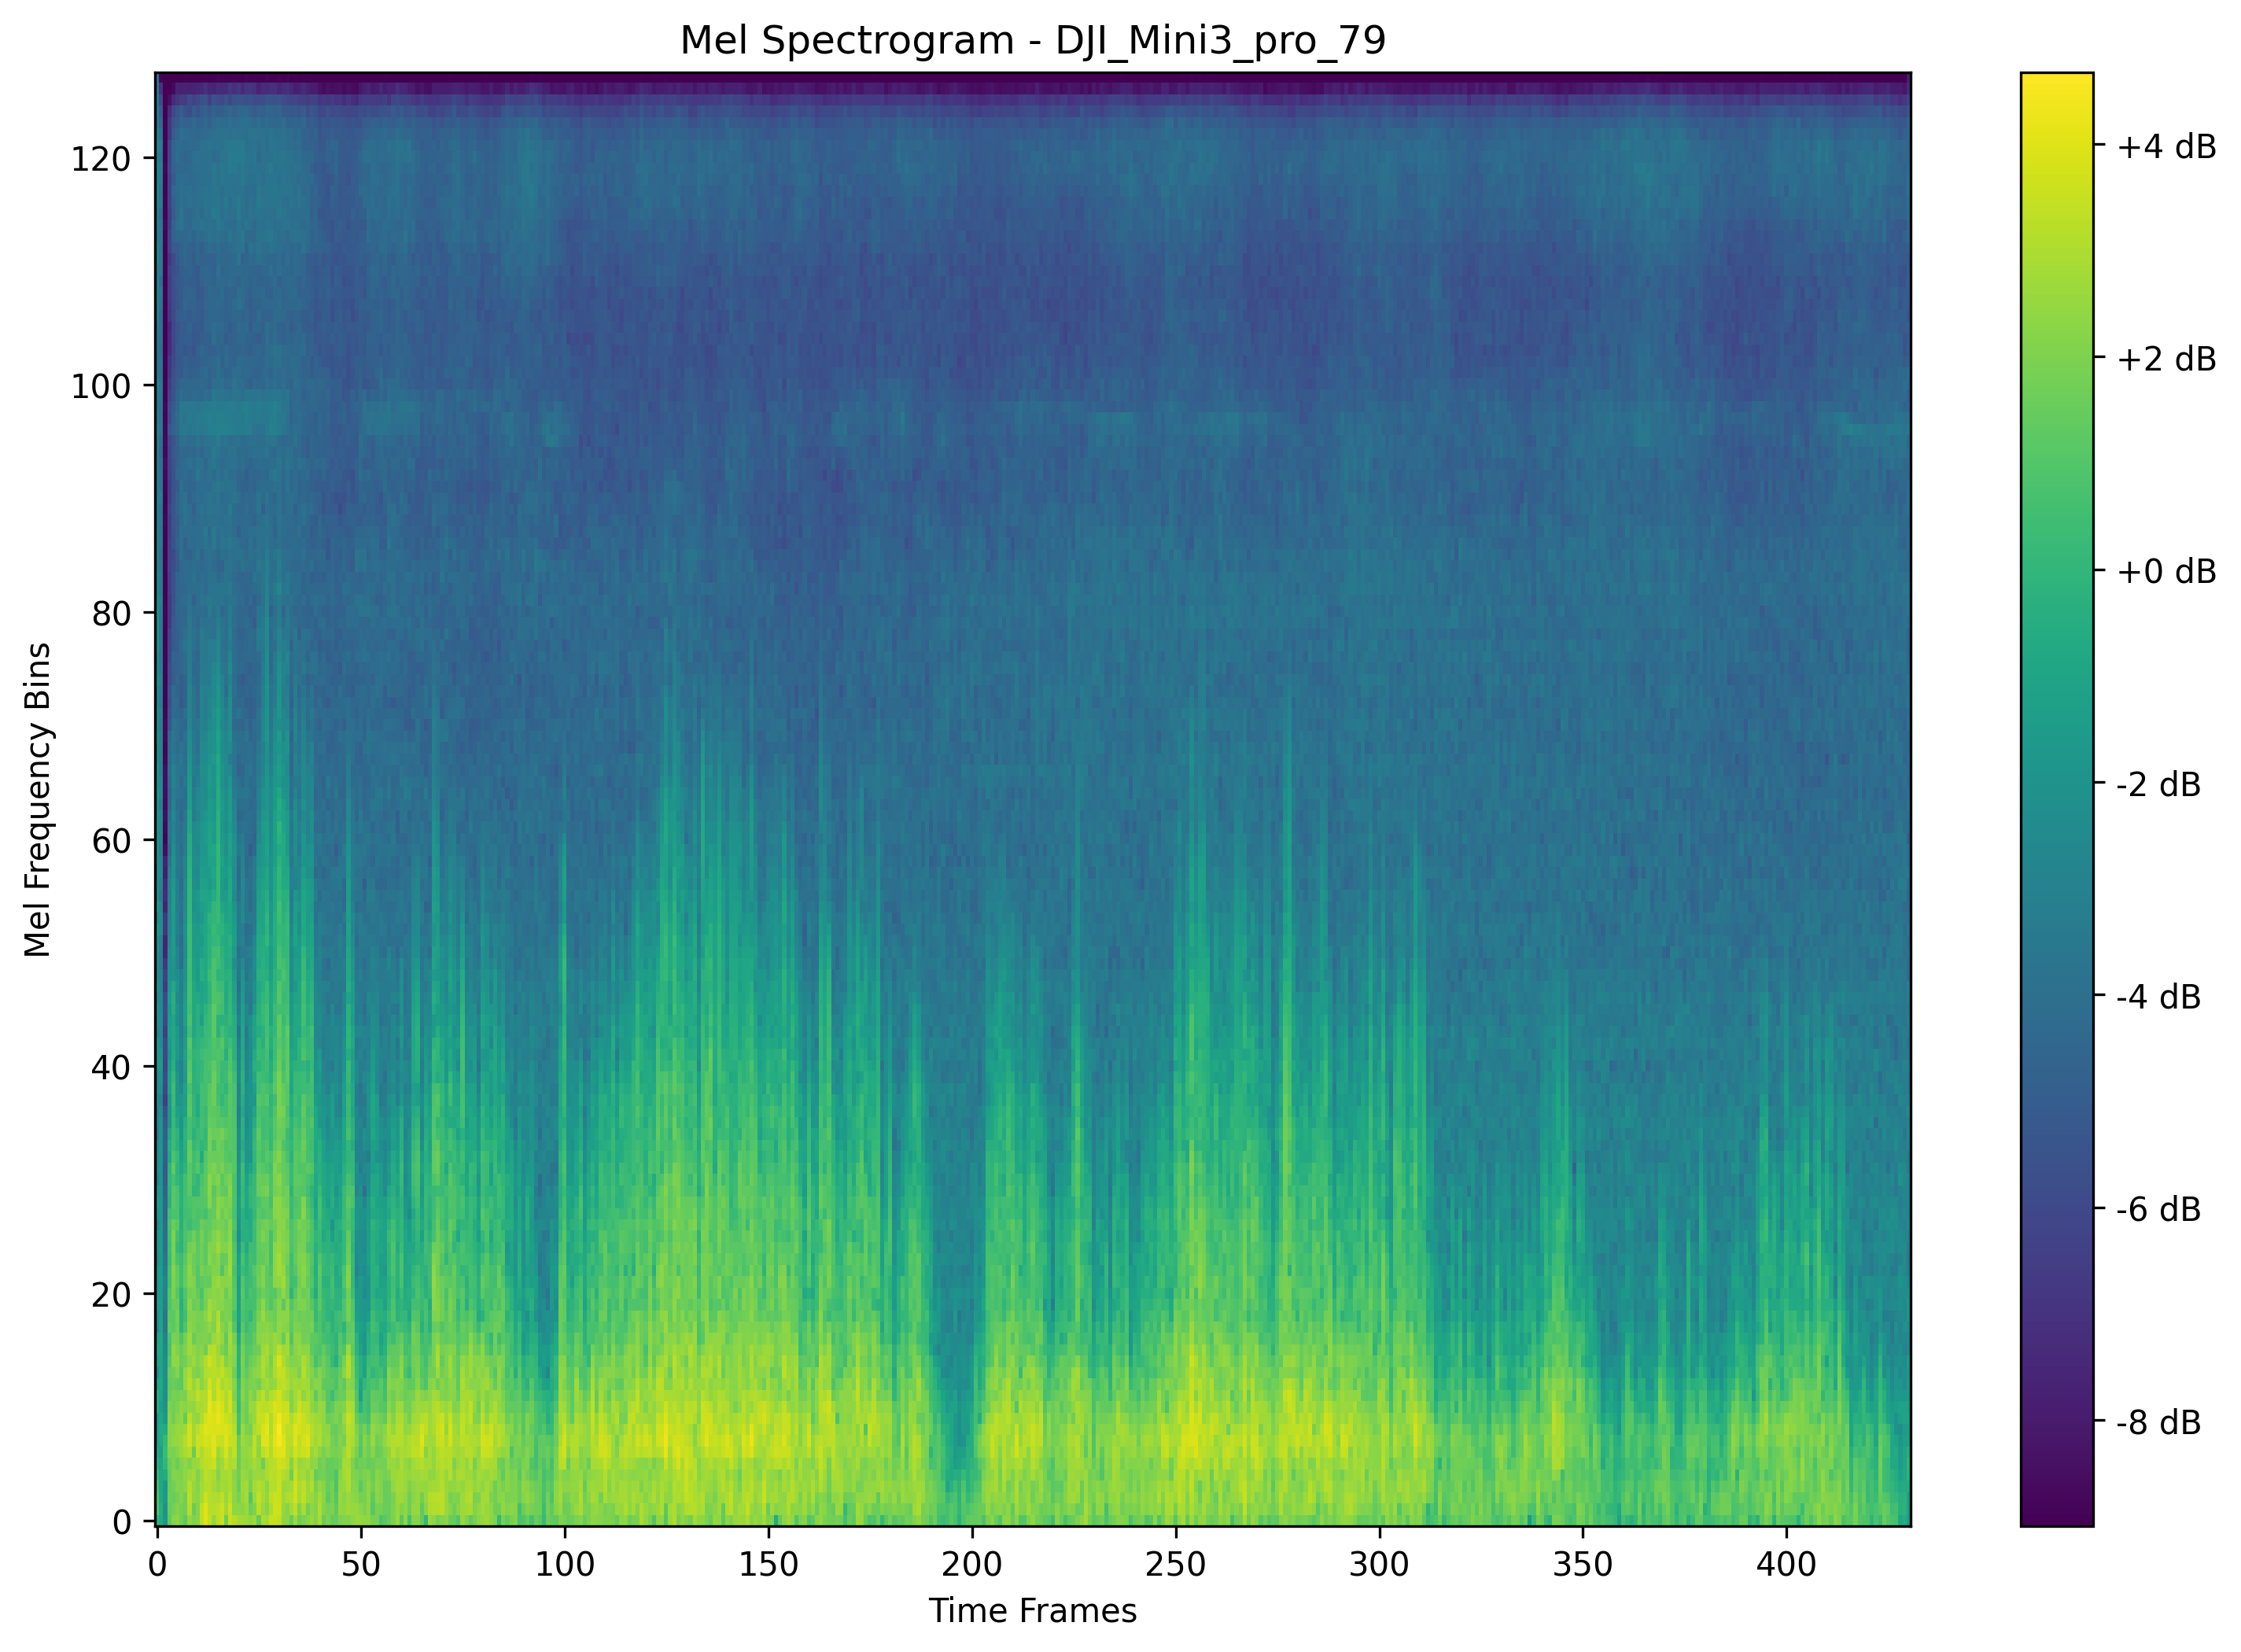 Mel Spectrogram - DJI_Mini3_pro_79
Mel Frequency Bins
120
100
80
60
40
20
0
0 50 100 150 200 250 300 350 400
Time Frames
+4 dB
+2 dB
+0 dB
-2 dB
-4 dB
-6 dB
-8 dB